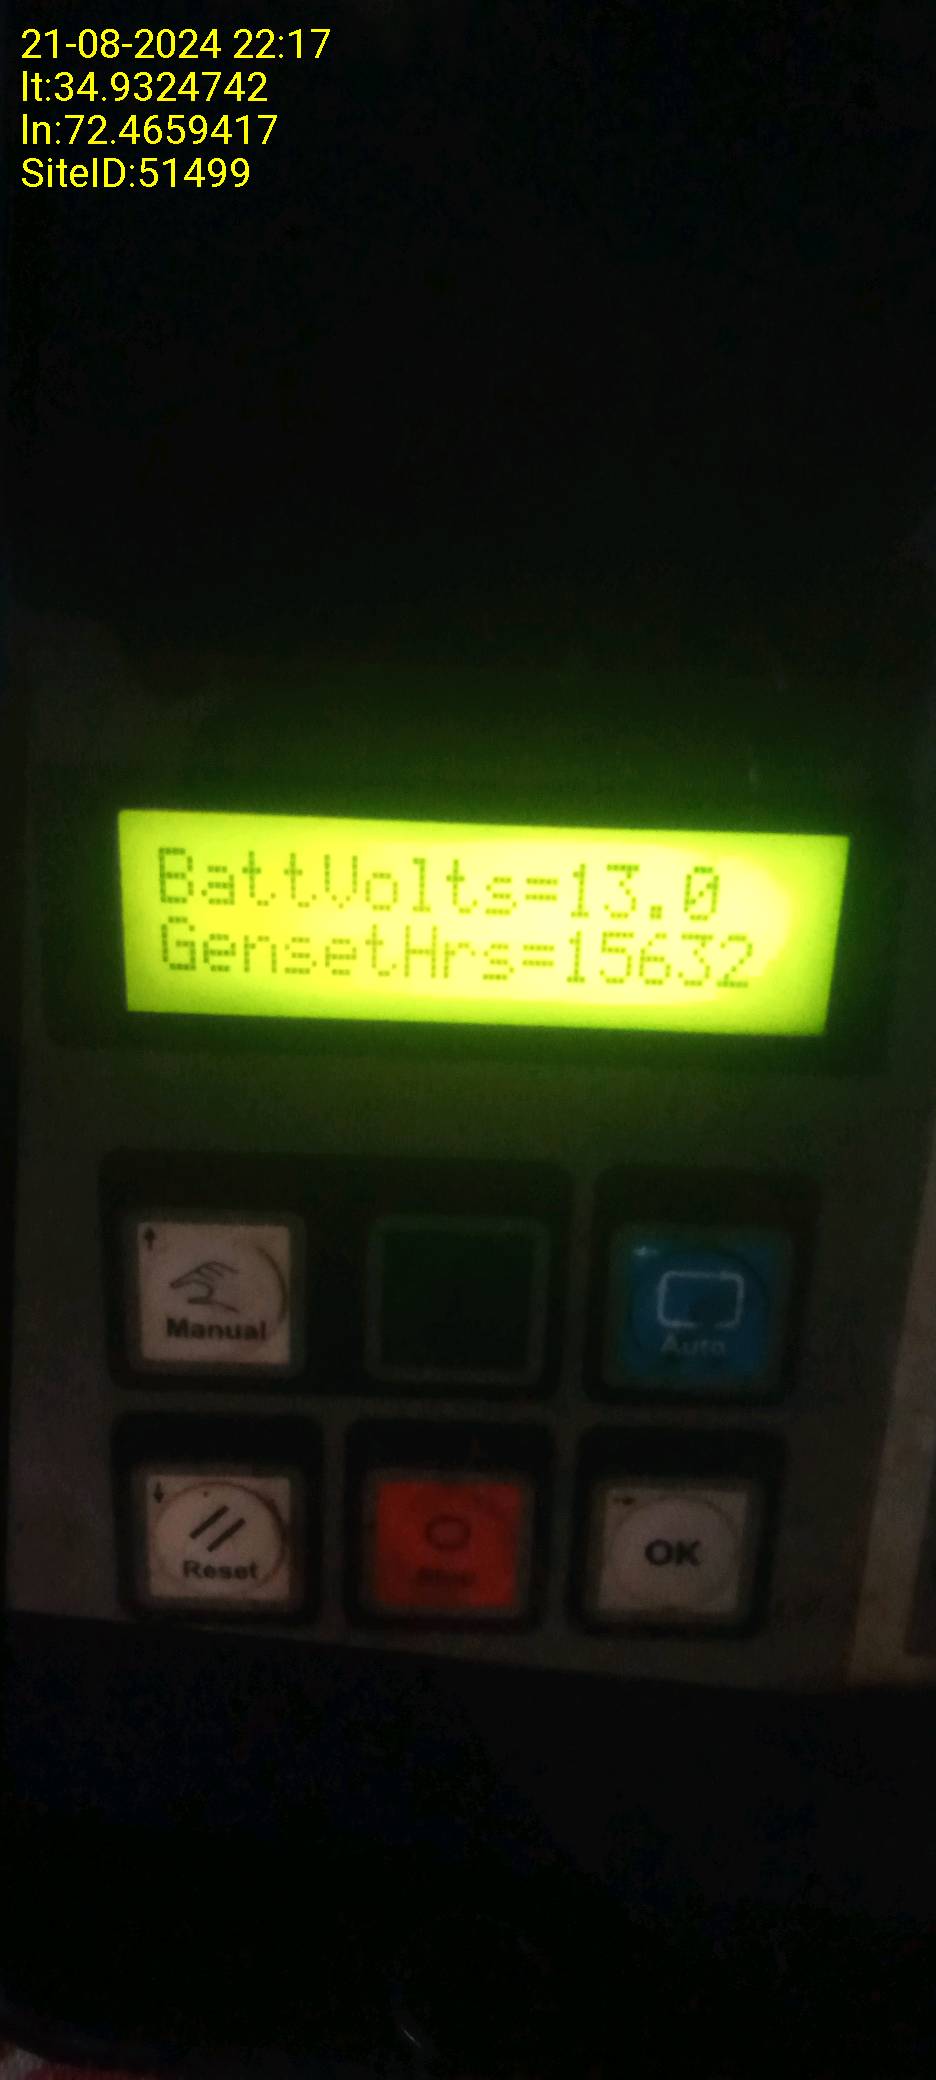 21-08-2024 22:17
lt:34.9324742
ln:72.4659417
SiteID:51499
BattVolts=13.0
GensetHrs=15632
Manual
Auto
Reset
Stop
OK